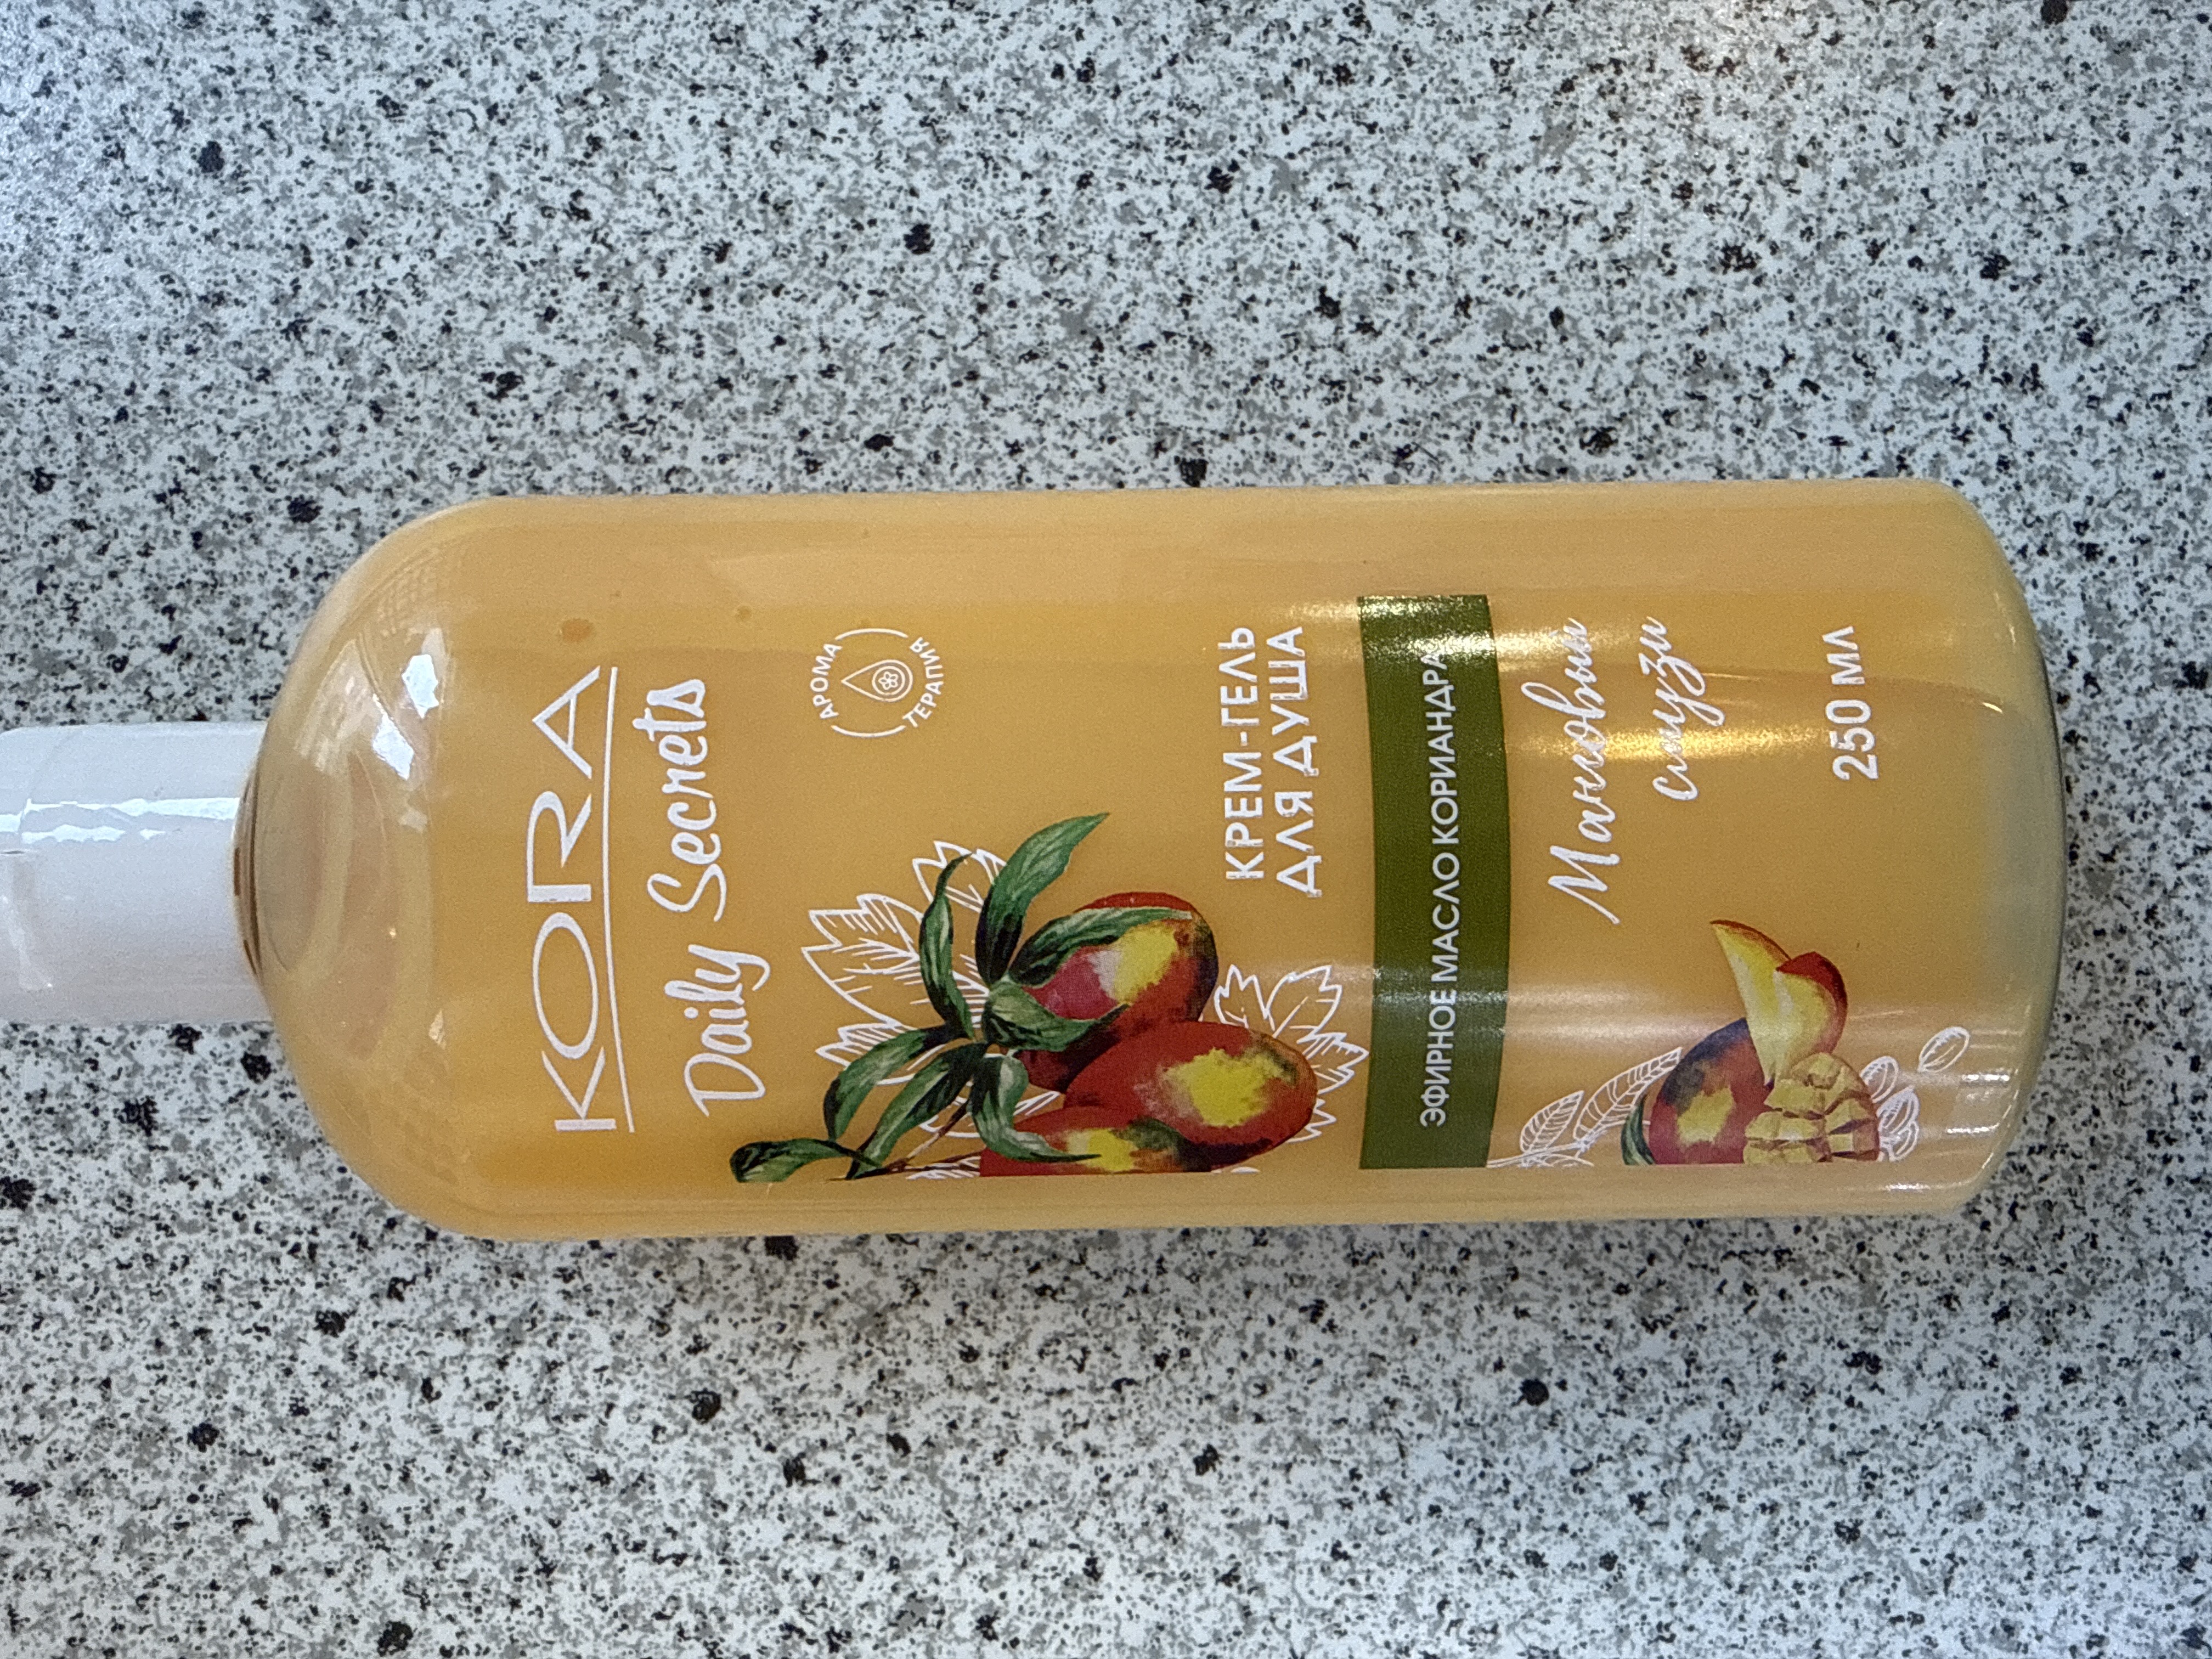 KORA
Daily Secrets
АРОМА
ТЕРАПИЯ
КРЕМ-ГЕЛЬ
ДЛЯ ДУША
ЭФИРНОЕ МАСЛО КОРИАНДРА
Манговый
смузи
250 МЛ